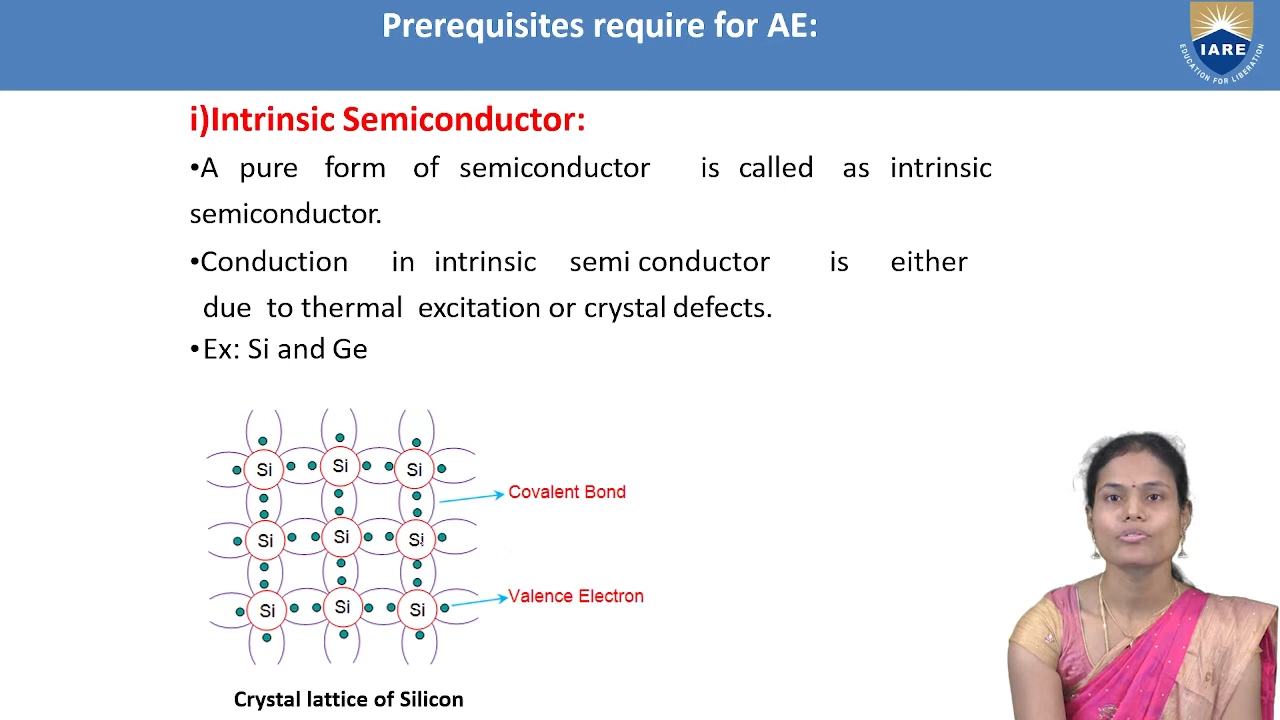 Prerequisites require for AE:
IARE
EDUCATION FOR LIBERATION
i)Intrinsic Semiconductor:
•A pure form of semiconductor is called as intrinsic
semiconductor.
•Conduction in intrinsic semi conductor is either
due to thermal excitation or crystal defects.
•Ex: Si and Ge
Si Si Si
Covalent Bond
Si Si Si
Valence Electron
Si Si Si
Crystal lattice of Silicon